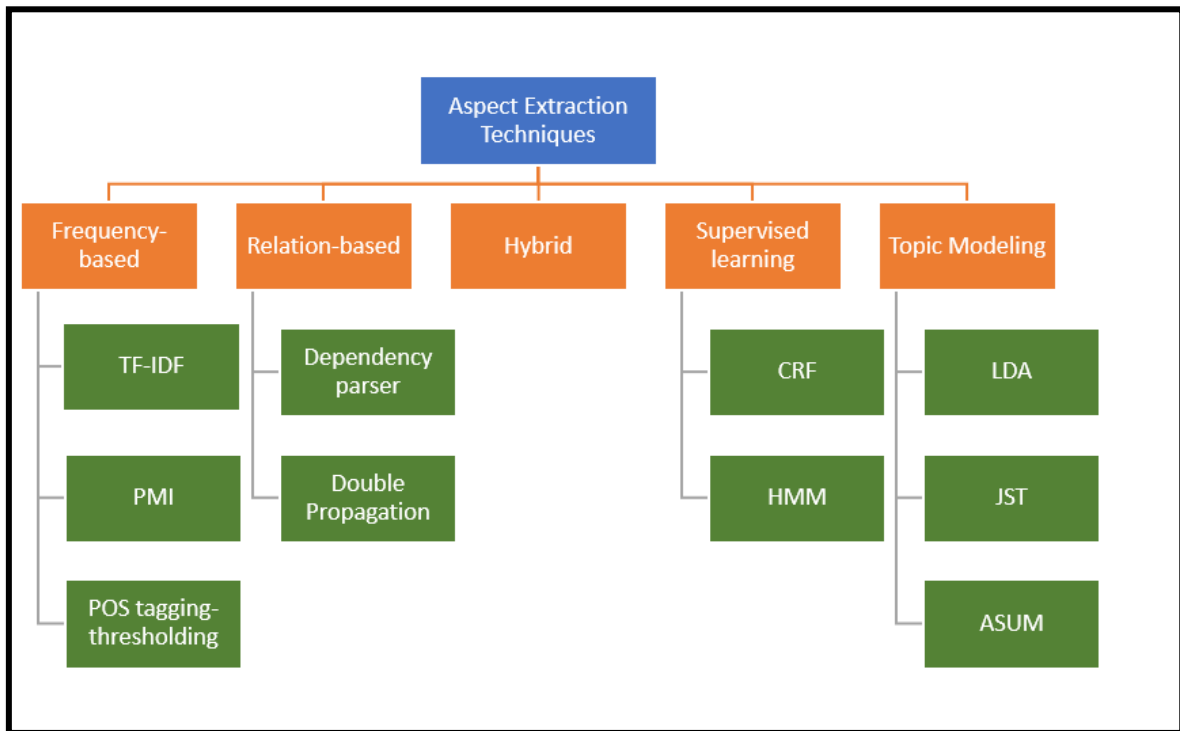 Aspect Extraction
Techniques
Frequency-
based
Relation-based
Hybrid
Supervised
learning
Topic Modeling
TF-IDF
Dependency
parser
CRF
LDA
PMI
Double
Propagation
HMM
JST
POS tagging-
thresholding
ASUM